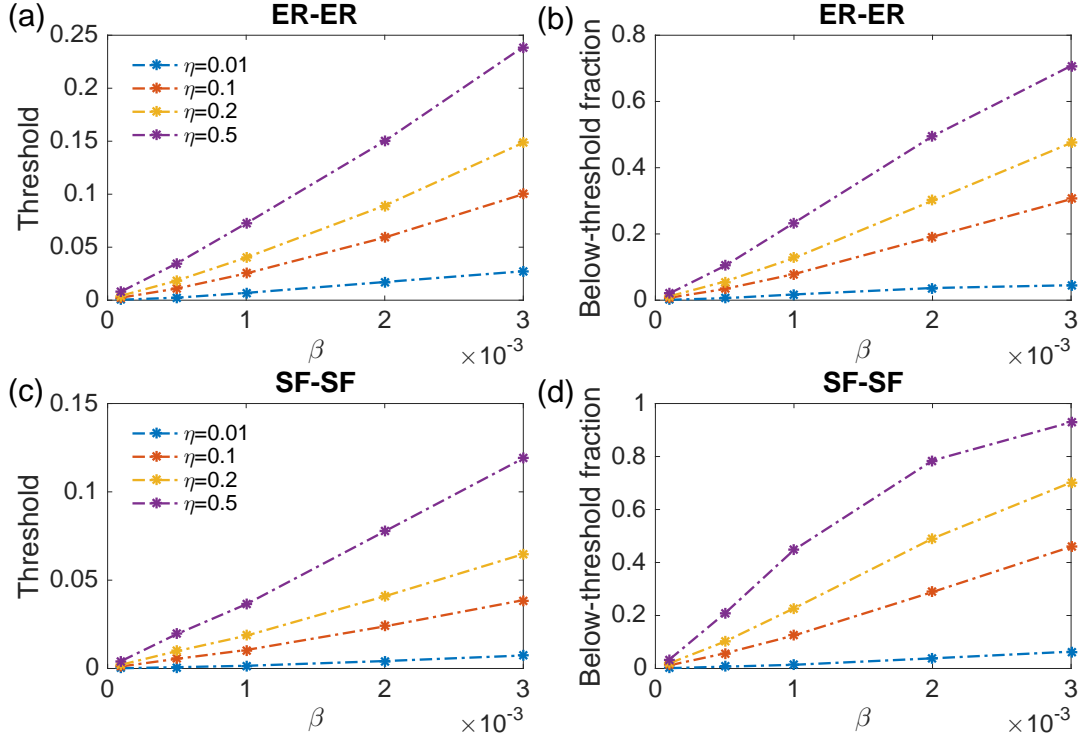 (a)
ER-ER
Threshold
0.25
0.2
0.15
0.1
0.05
0
η=0.01
η=0.1
η=0.2
η=0.5
0 1 2 3
β
×10⁻³
(b)
ER-ER
Below-threshold fraction
0.8
0.6
0.4
0.2
0
0 1 2 3
β
×10⁻³
(c)
SF-SF
Threshold
0.15
0.1
0.05
0
η=0.01
η=0.1
η=0.2
η=0.5
0 1 2 3
β
×10⁻³
(d)
SF-SF
Below-threshold fraction
1
0.8
0.6
0.4
0.2
0
0 1 2 3
β
×10⁻³